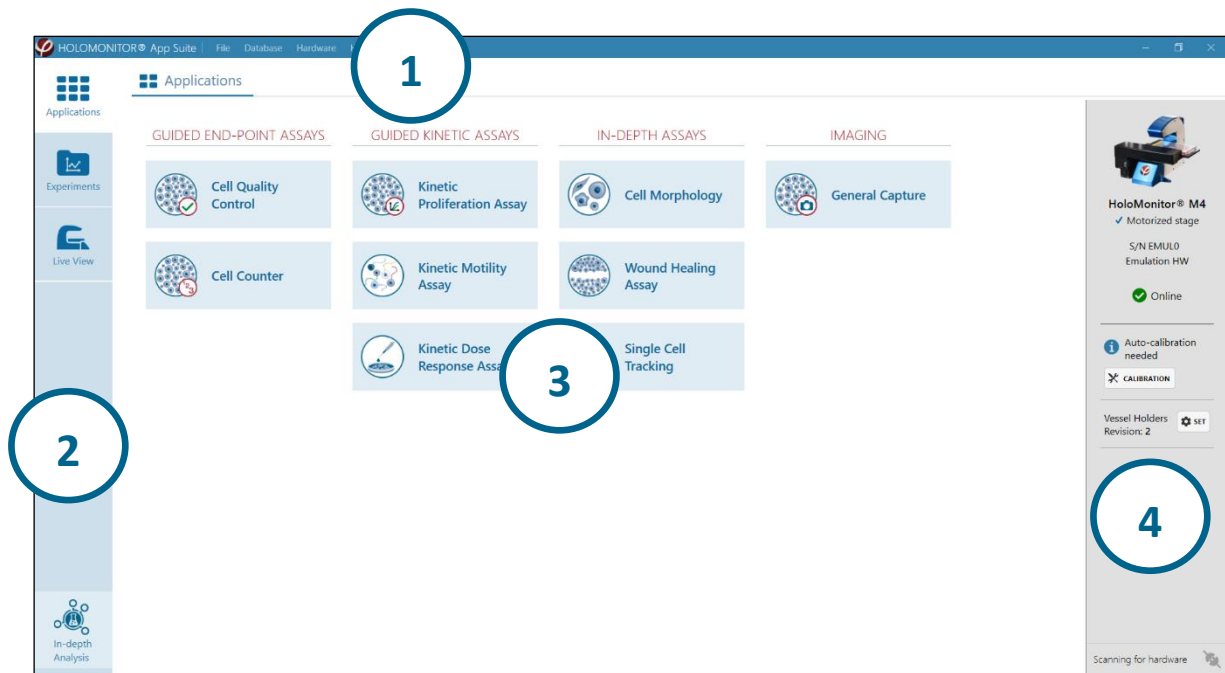 HOLOMONITOR® App Suite File Database Hardware
1
Applications
Applications
GUIDED END-POINT ASSAYS
GUIDED KINETIC ASSAYS
IN-DEPTH ASSAYS
IMAGING
Cell Quality
Control
Kinetic
Proliferation Assay
Cell Morphology
General Capture
Cell Counter
Kinetic Motility
Assay
Wound Healing
Assay
Kinetic Dose
Response
Single Cell
Tracking
3
Experiments
Live View
2
In-depth
Analysis
HoloMonitor® M4
✓ Motorized stage
S/N EMUL0
Emulation HW
Online
Auto-calibration
needed
CALIBRATION
Vessel Holders
Revision: 2
SET
4
Scanning for hardware